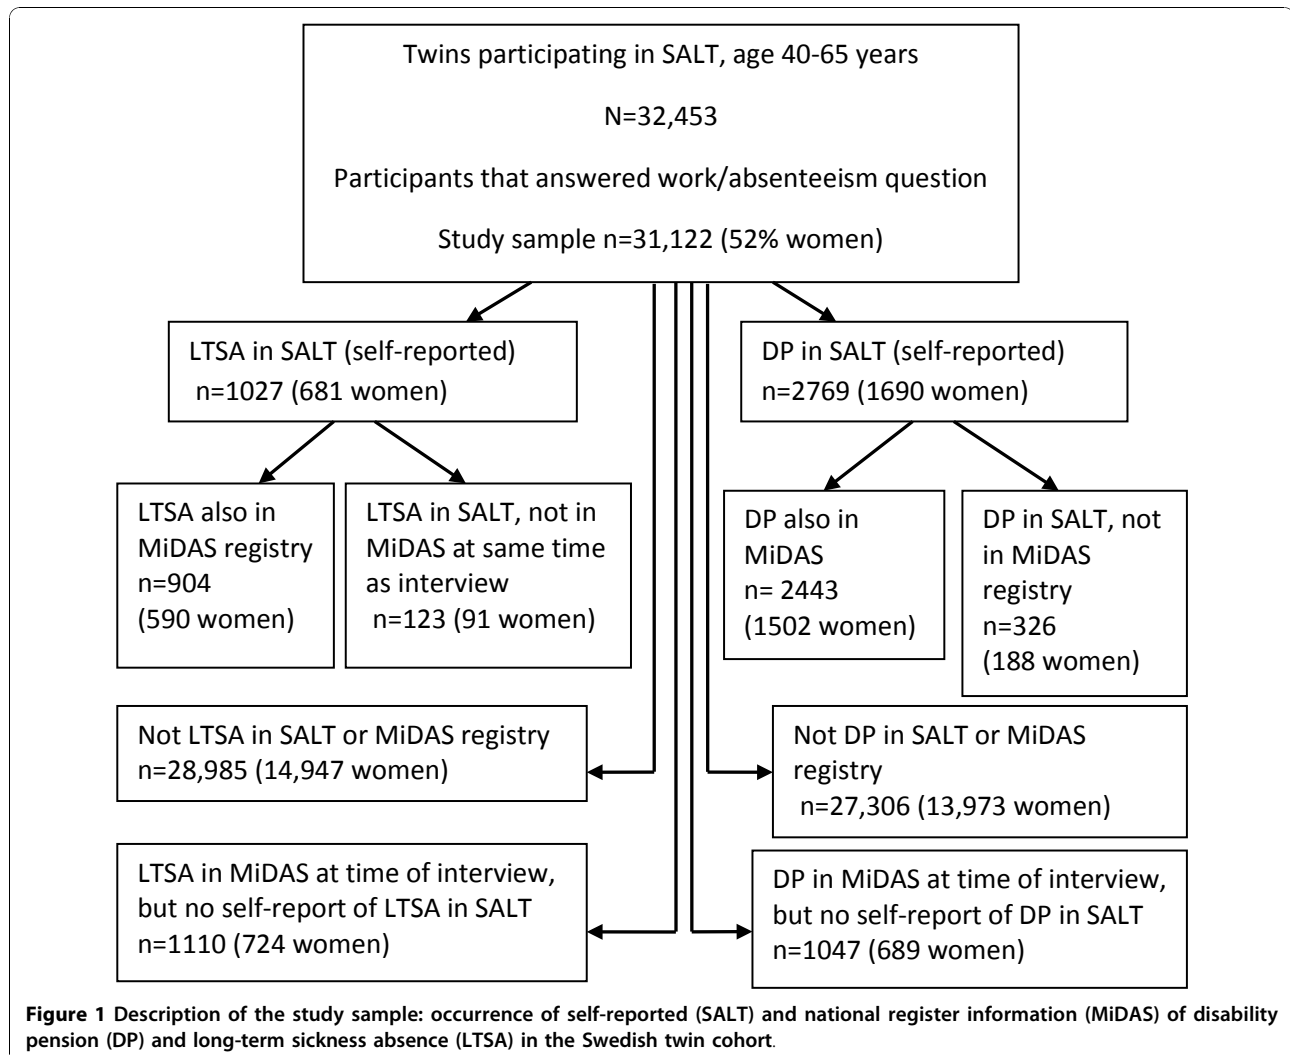 Twins participating in SALT, age 40-65 years
N=32,453
Participants that answered work/absenteeism question
Study sample n=31,122 (52% women)
LTSA in SALT (self-reported)
n=1027 (681 women)
DP in SALT (self-reported)
n=2769 (1690 women)
LTSA also in
MiDAS registry
n=904
(590 women)
LTSA in SALT, not in
MiDAS at same time
as interview
n=123 (91 women)
DP also in
MiDAS
n= 2443
(1502 women)
DP in SALT, not
in MiDAS
registry
n=326
(188 women)
Not LTSA in SALT or MiDAS registry
n=28,985 (14,947 women)
Not DP in SALT or MiDAS
registry
n=27,306 (13,973 women)
LTSA in MiDAS at time of interview,
but no self-report of LTSA in SALT
n=1110 (724 women)
DP in MiDAS at time of interview,
but no self-report of DP in SALT
n=1047 (689 women)
Figure 1 Description of the study sample: occurrence of self-reported (SALT) and national register information (MiDAS) of disability
pension (DP) and long-term sickness absence (LTSA) in the Swedish twin cohort.